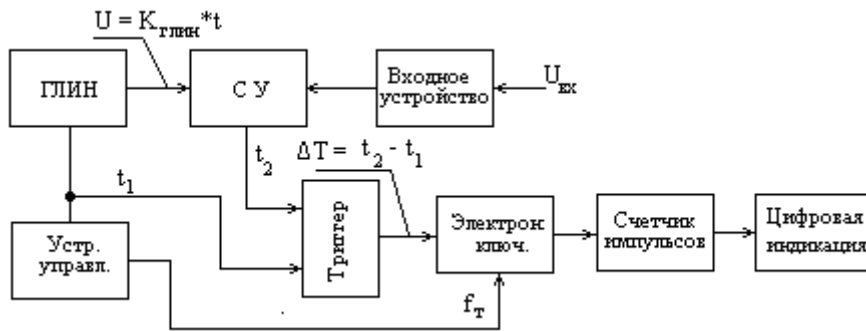 U = Kглин*t
ГЛИН
С У
Входное
устройство
Uвх
t2
ΔT = t2 - t1
t1
Устр.
управл.
Триггер
Электрон
ключ.
Счетчик
импульсов
Цифровая
индикация
fт